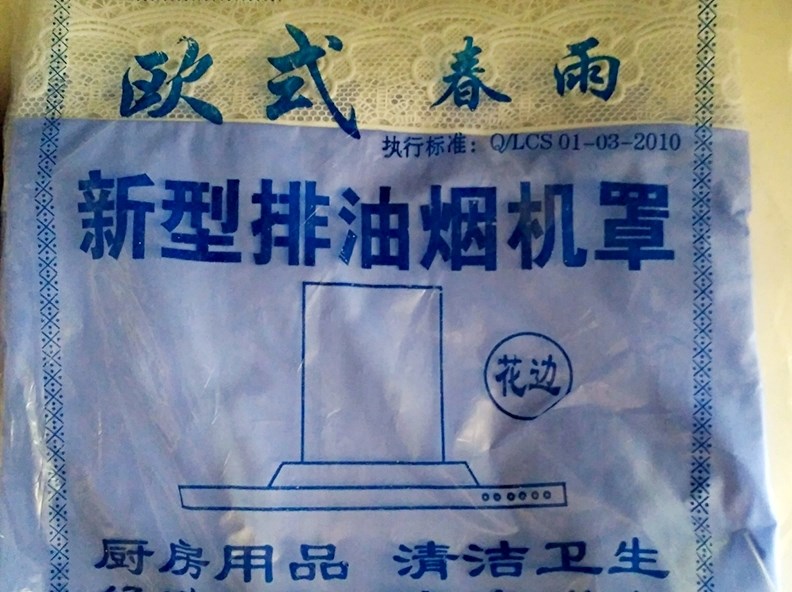 欧式 春雨
执行标准：Q/LCS 01-03-2010
新型排油烟机罩
花边
厨房用品 清洁卫生